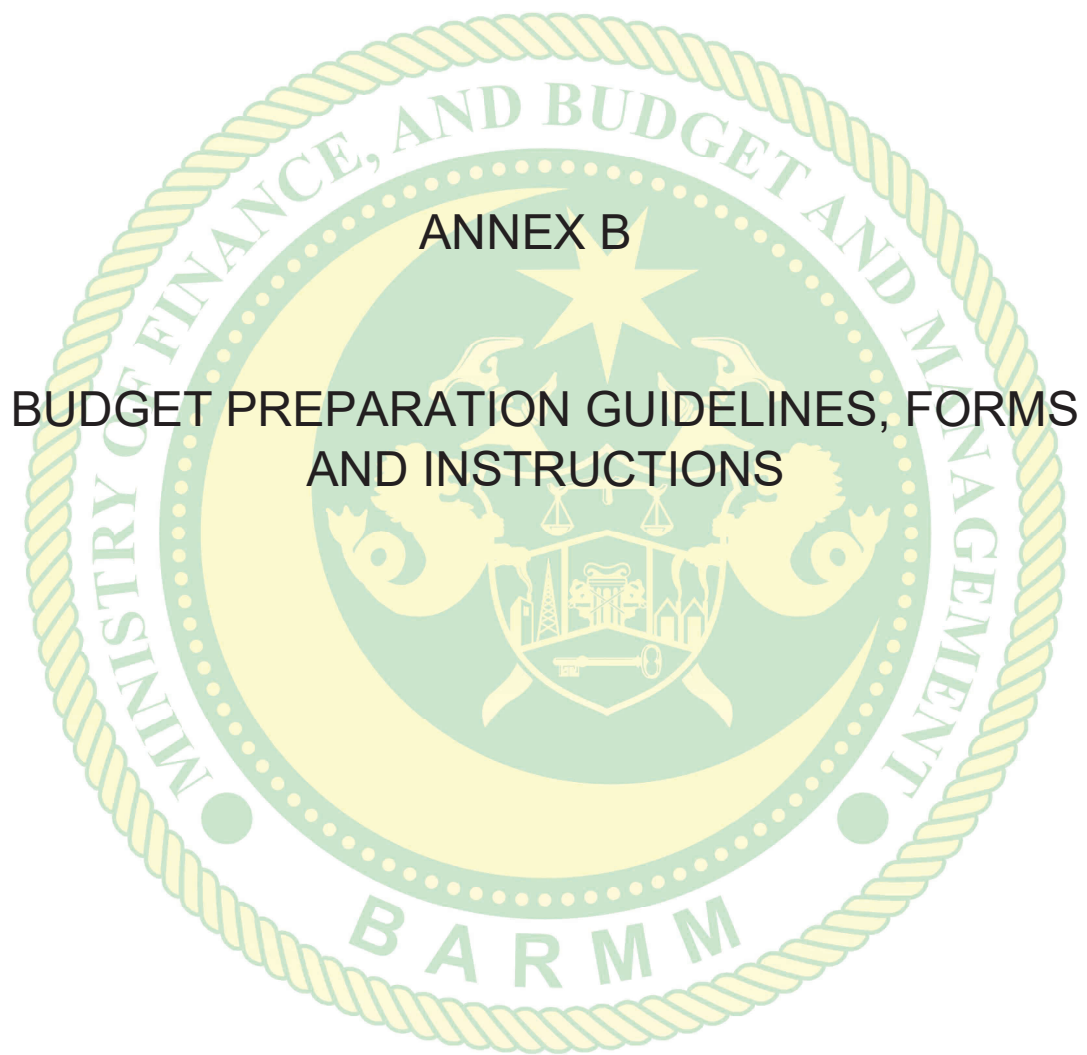 MINISTRY OF FINANCE, AND BUDGET AND MANAGEMENT
ANNEX B
BUDGET PREPARATION GUIDELINES, FORMS
AND INSTRUCTIONS
BARMM